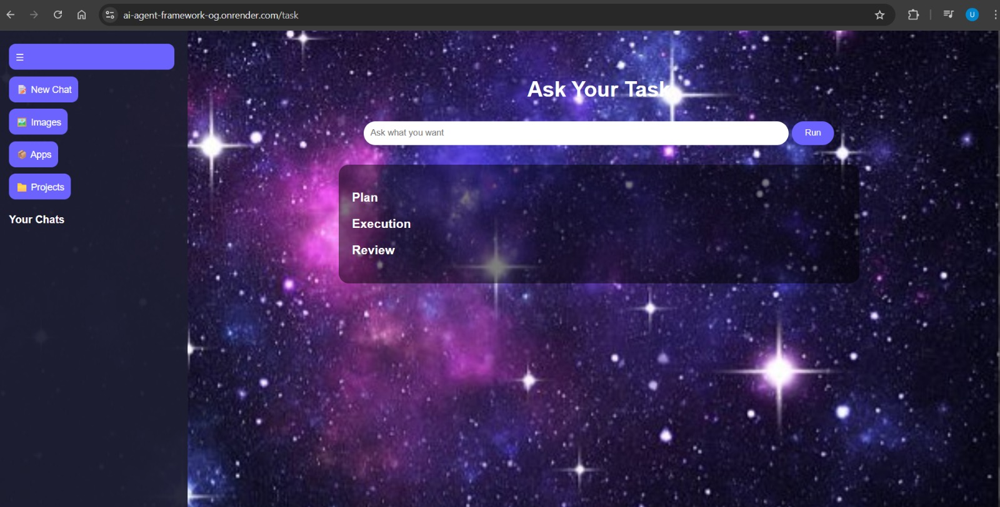 ai-agent-framework-og.onrender.com/task
U
☰
📝 New Chat
🖼️ Images
📦 Apps
📁 Projects
Your Chats
Ask Your Task
Ask what you want
Run
Plan
Execution
Review